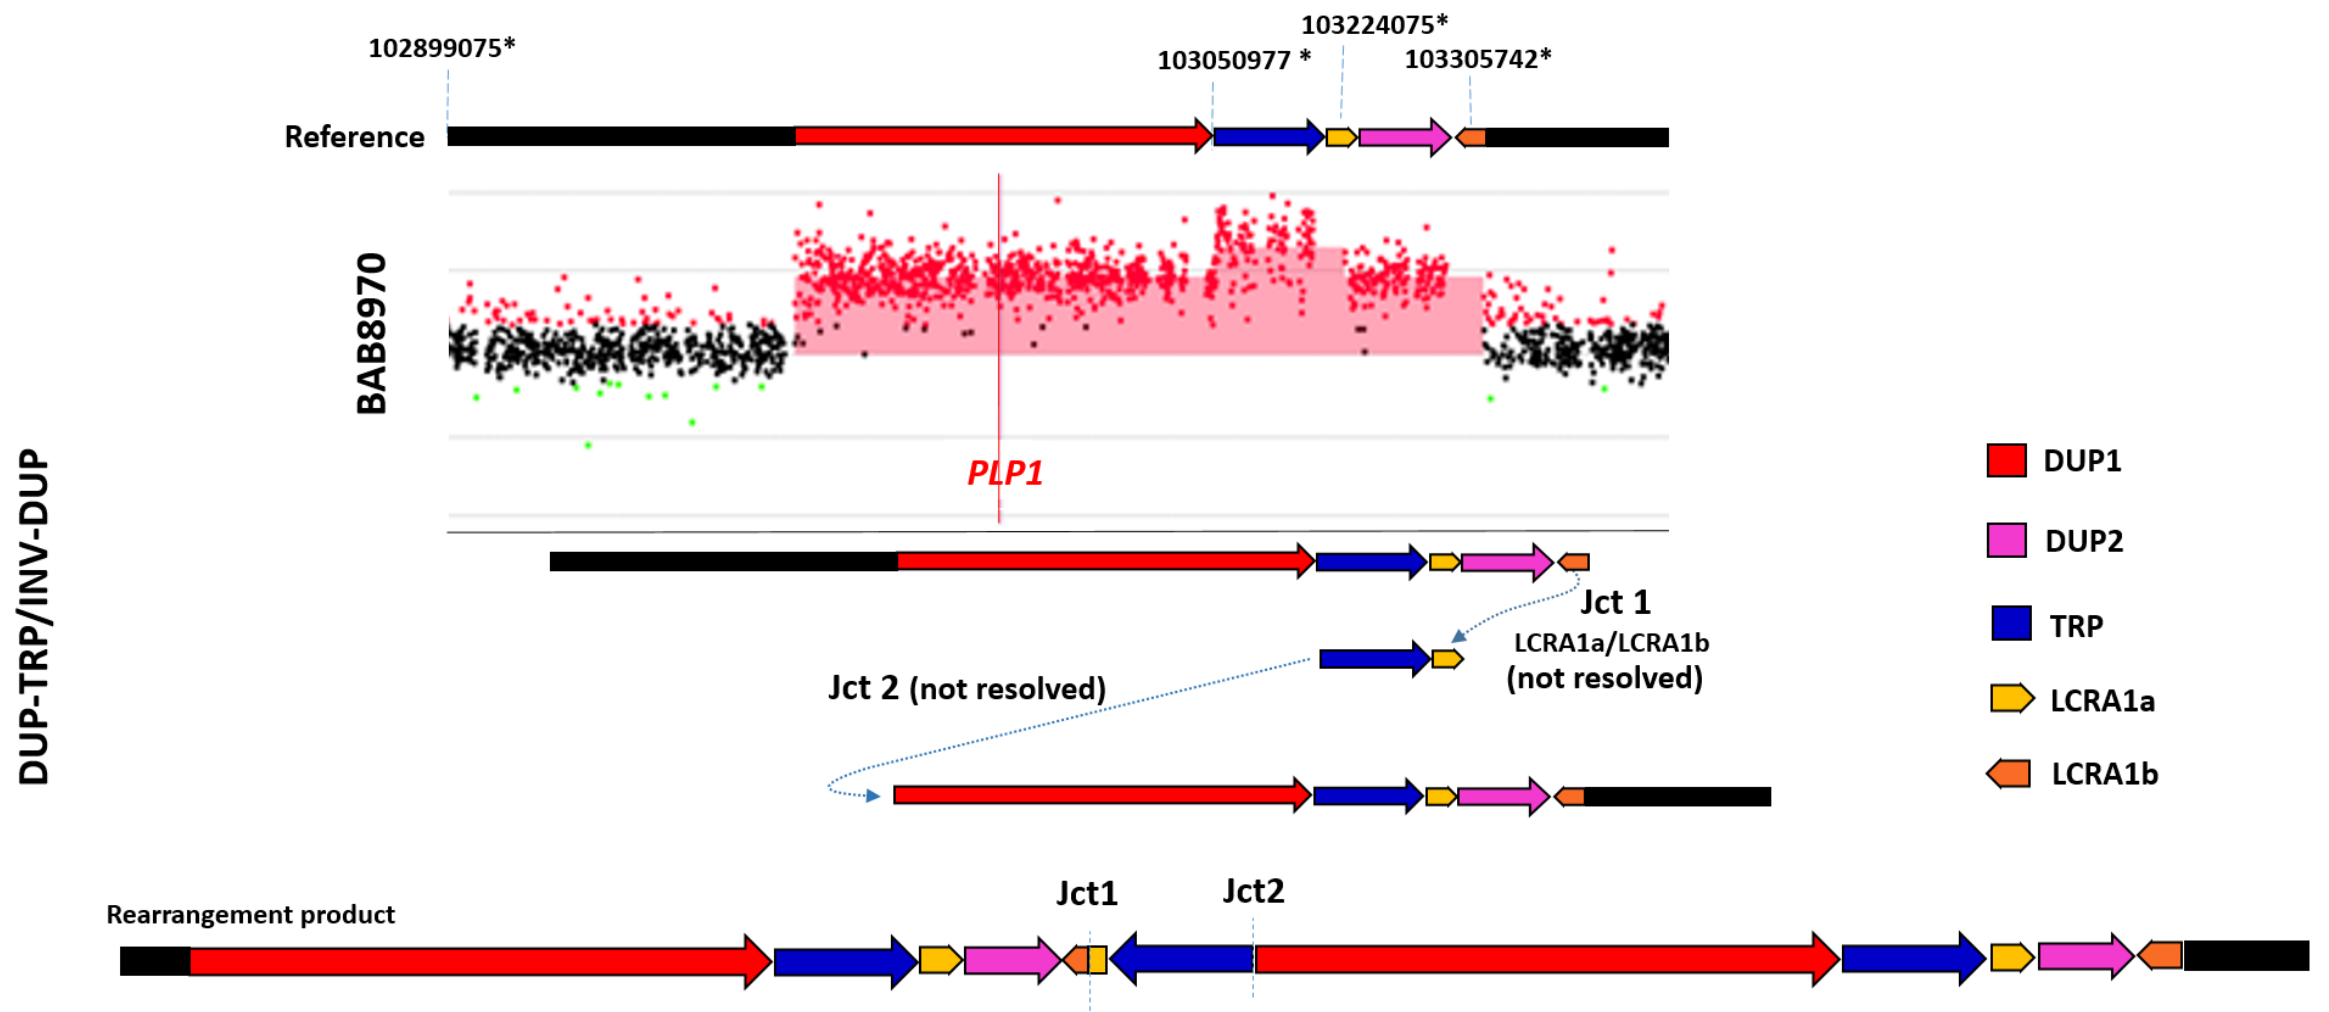 103224075*
102899075*
103050977 *
103305742*
Reference
BAB8970
PLP1
DUP-TRP/INV-DUP
DUP1
DUP2
TRP
LCRA1a
LCRA1b
Jct 1
LCRA1a/LCRA1b
(not resolved)
Jct 2 (not resolved)
Jct1
Jct2
Rearrangement product